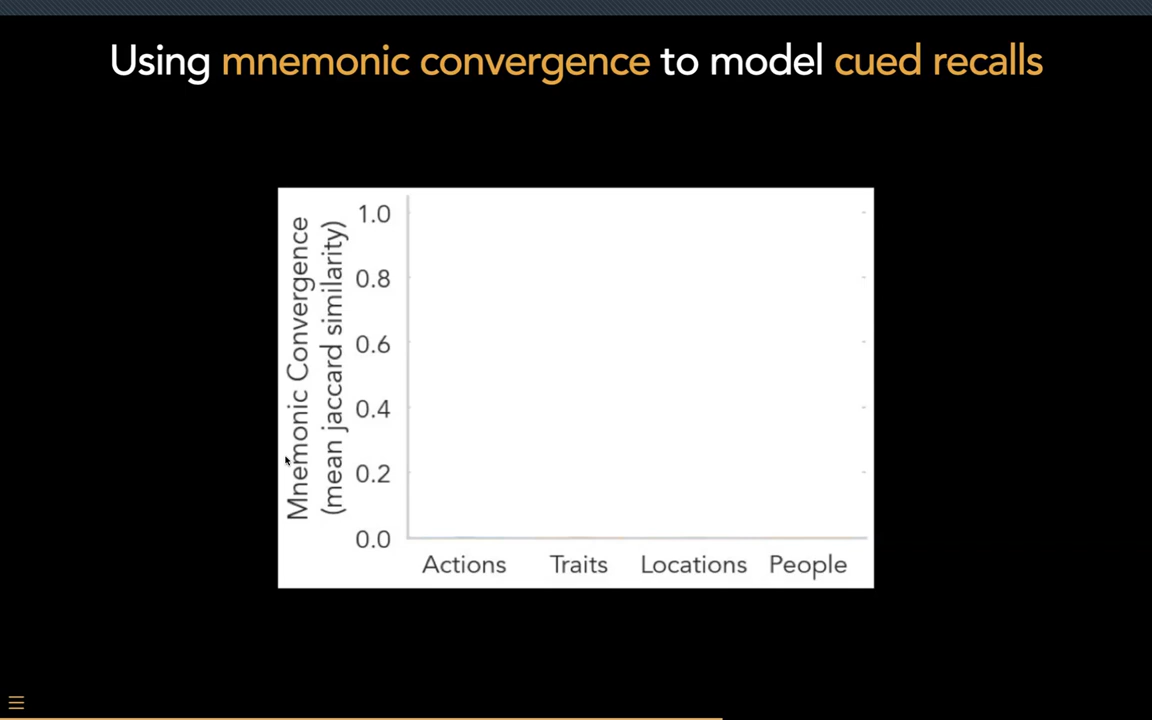 Using mnemonic convergence to model cued recalls
Mnemonic Convergence
(mean jaccard similarity)
1.0
0.8
0.6
0.4
0.2
0.0
Actions Traits Locations People